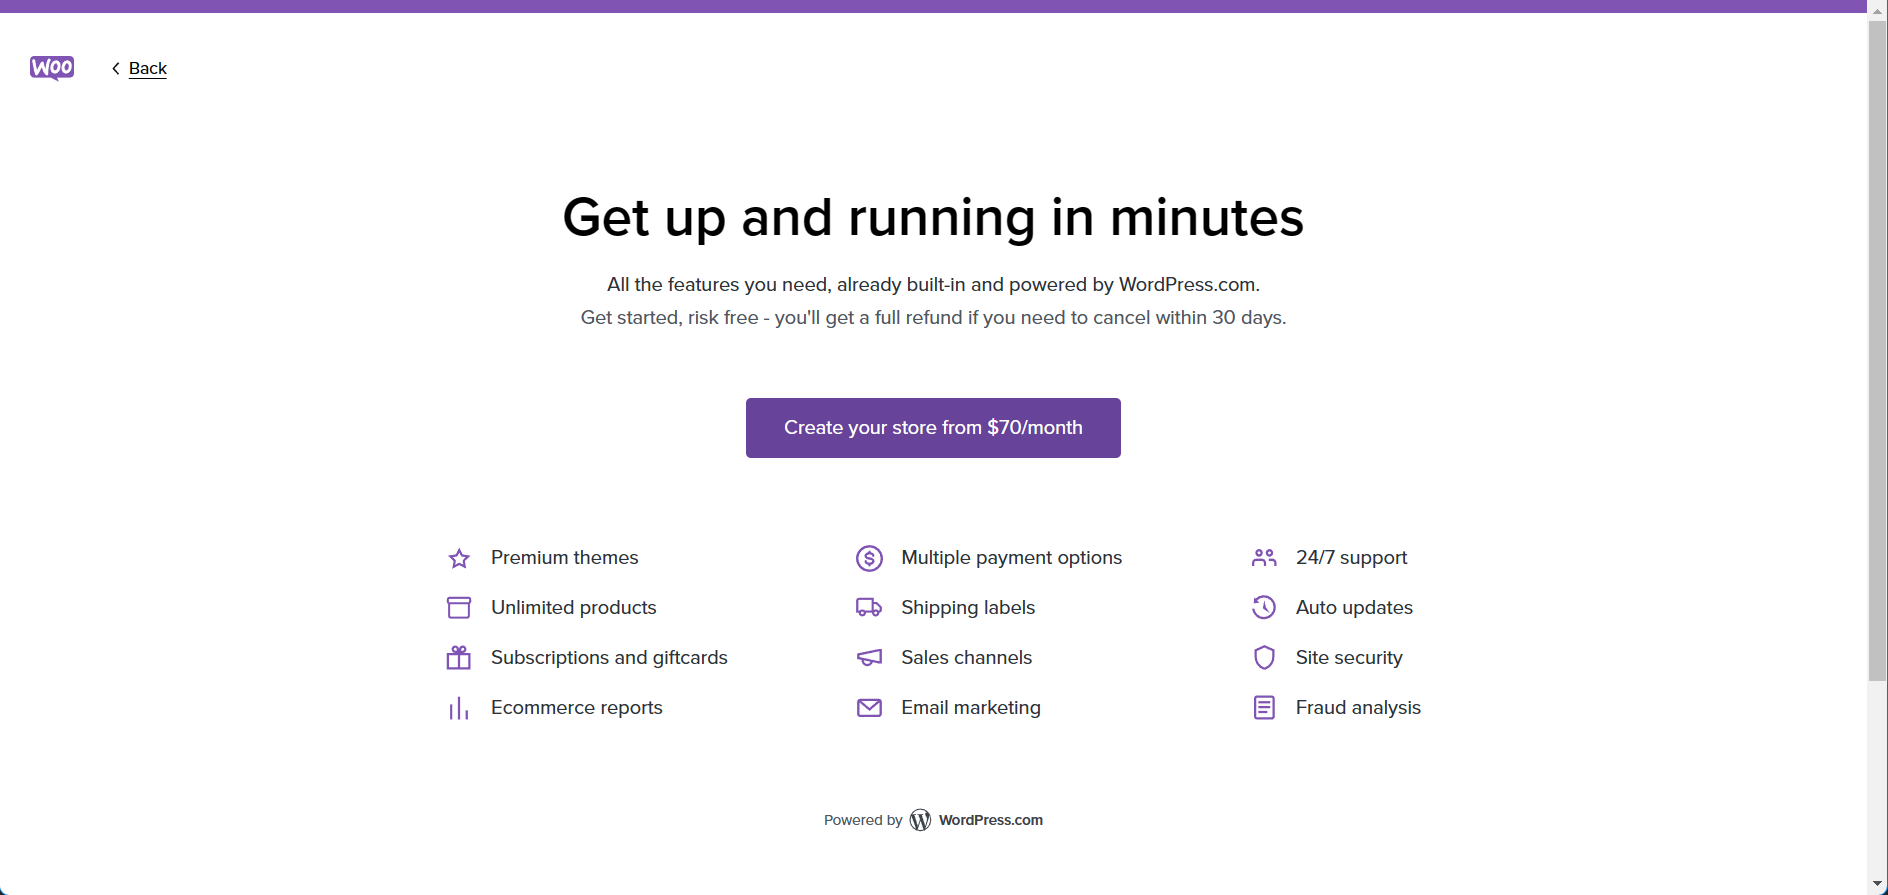 Woo
Back
Get up and running in minutes
All the features you need, already built-in and powered by WordPress.com.
Get started, risk free - you'll get a full refund if you need to cancel within 30 days.
Create your store from $70/month
Premium themes
Multiple payment options
24/7 support
Unlimited products
Shipping labels
Auto updates
Subscriptions and giftcards
Sales channels
Site security
Ecommerce reports
Email marketing
Fraud analysis
Powered by WordPress.com